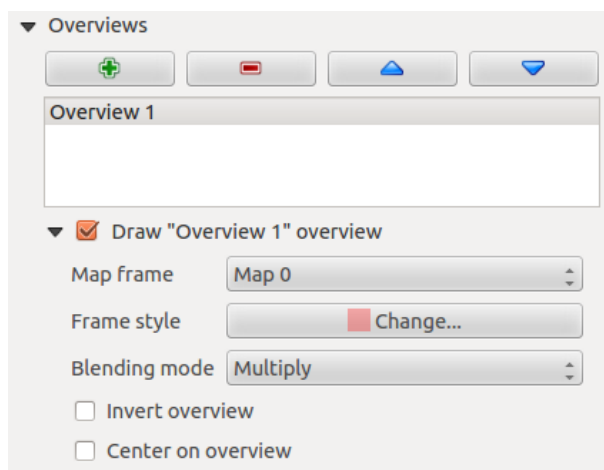 Overviews
Overview 1
Draw "Overview 1" overview
Map frame Map 0
Frame style Change...
Blending mode Multiply
Invert overview
Center on overview